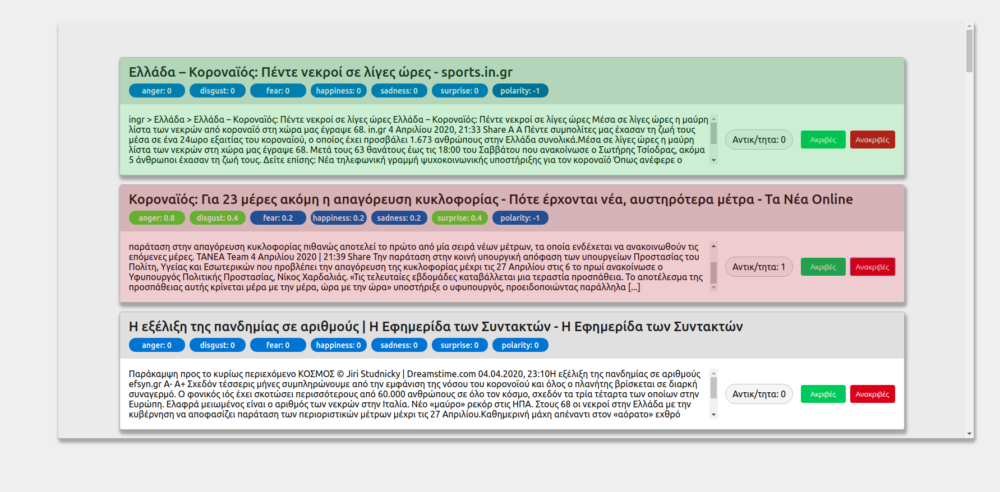 Ελλάδα – Κοροναϊός: Πέντε νεκροί σε λίγες ώρες - sports.in.gr
anger: 0 disgust: 0 fear: 0 happiness: 0 sadness: 0 surprise: 0 polarity: -1
ingr > Ελλάδα > Ελλάδα – Κοροναϊός: Πέντε νεκροί σε λίγες ώρες Ελλάδα – Κοροναϊός: Πέντε νεκροί σε λίγες ώρες Μέσα σε λίγες ώρες η μαύρη
λίστα των νεκρών από κοροναϊό στη χώρα μας έγραψε 68. in.gr 4 Απριλίου 2020, 21:33 Share A A Πέντε συμπολίτες μας έχασαν τη ζωή τους
μέσα σε ένα 24ωρο εξαιτίας του κοροναϊού, ο οποίος έχει προσβάλει 1.673 ανθρώπους στην Ελλάδα συνολικά.Μέσα σε λίγες ώρες η μαύρη
λίστα των νεκρών στη χώρα μας έγραψε 68. Μετά τους 63 θανάτους έως τις 18:00 του Σαββάτου που ανακοίνωσε ο Σωτήρης Τσίοδρας, ακόμα
5 άνθρωποι έχασαν τη ζωή τους. Δείτε επίσης: Νέα τηλεφωνική γραμμή ψυχοκοινωνικής υποστήριξης για τον κοροναϊό Όπως ανέφερε ο
Αντικ/τητα: 0 Ακριβές Ανακριβές
Κοροναϊός: Για 23 μέρες ακόμη η απαγόρευση κυκλοφορίας - Πότε έρχονται νέα, αυστηρότερα μέτρα - Τα Νέα Online
anger: 0.8 disgust: 0.4 fear: 0.2 happiness: 0.2 sadness: 0.2 surprise: 0.4 polarity: -1
παράταση στην απαγόρευση κυκλοφορίας πιθανώς αποτελεί το πρώτο από μία σειρά νέων μέτρων, τα οποία ενδέχεται να ανακοινωθούν τις
επόμενες μέρες. TANEA Team 4 Απριλίου 2020 | 21:39 Share Την παράταση στην κοινή υπουργική απόφαση των υπουργείων Προστασίας του
Πολίτη, Υγείας και Εσωτερικών που προβλέπει την απαγόρευση της κυκλοφορίας μέχρι τις 27 Απριλίου στις 6 το πρωί ανακοίνωσε ο
Υφυπουργός Πολιτικής Προστασίας, Νίκος Χαρδαλιάς. «Τις τελευταίες εβδομάδες καταβάλλεται μια τεραστία προσπάθεια. Το αποτέλεσμα της
προσπάθειας αυτής κρίνεται μέρα με την μέρα, ώρα με την ώρα» υποστήριξε ο υφυπουργός, προειδοποιώντας παράλληλα [...]
Αντικ/τητα: 1 Ακριβές Ανακριβές
Η εξέλιξη της πανδημίας σε αριθμούς | Η Εφημερίδα των Συντακτών - Η Εφημερίδα των Συντακτών
anger: 0 disgust: 0 fear: 0 happiness: 0 sadness: 0 surprise: 0 polarity: 0
Παράκαμψη προς το κυρίως περιεχόμενο ΚΟΣΜΟΣ © Jiri Studnicky | Dreamstime.com 04.04.2020, 23:10Η εξέλιξη της πανδημίας σε αριθμούς
efsyn.gr A- A+ Σχεδόν τέσσερις μήνες συμπληρώνουμε από την εμφάνιση της νόσου του κορονοϊού και όλος ο πλανήτης βρίσκεται σε διαρκή
συναγερμό. Ο φονικός ιός έχει σκοτώσει περισσότερους από 60.000 ανθρώπους σε όλο τον κόσμο, σχεδόν τα τρία τέταρτα των οποίων στην
Ευρώπη. Ελαφρά μειωμένος είναι ο αριθμός των νεκρών στην Ιταλία. Νέο «μαύρο» ρεκόρ στις ΗΠΑ. Στους 68 οι νεκροί στην Ελλάδα με την
κυβέρνηση να αποφασίζει παράταση των περιοριστικών μέτρων μέχρι τις 27 Απριλίου.Καθημερινή μάχη απέναντι στον «αόρατο» εχθρό
Αντικ/τητα: 0 Ακριβές Ανακριβές